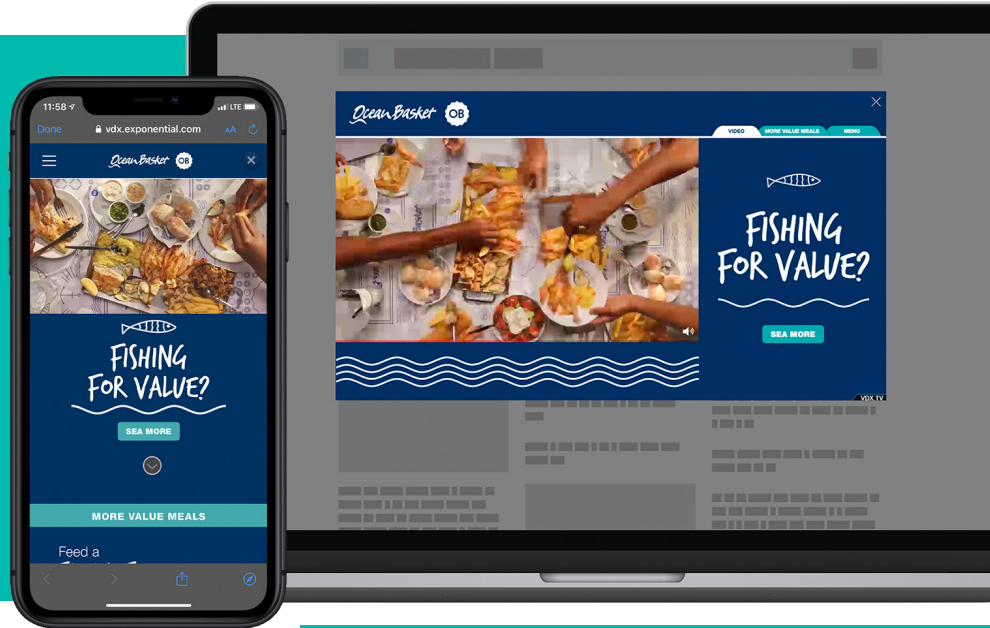 11:58
LTE
Done
vdx.exponential.com
AA
Ocean Basket OB
FISHING
FOR VALUE?
SEA MORE
MORE VALUE MEALS
Feed a
Ocean Basket OB
VIDEO
MORE VALUE MEALS
MENU
FISHING
FOR VALUE?
SEA MORE
VDX.TV